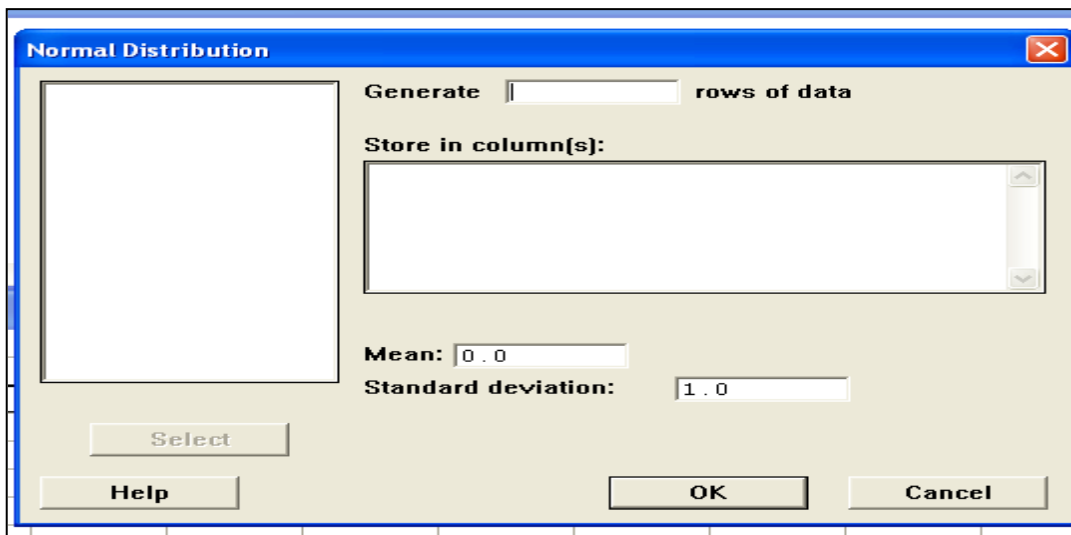 Normal Distribution
Generate rows of data
Store in column(s):
Mean: 0.0
Standard deviation: 1.0
Select
Help OK Cancel